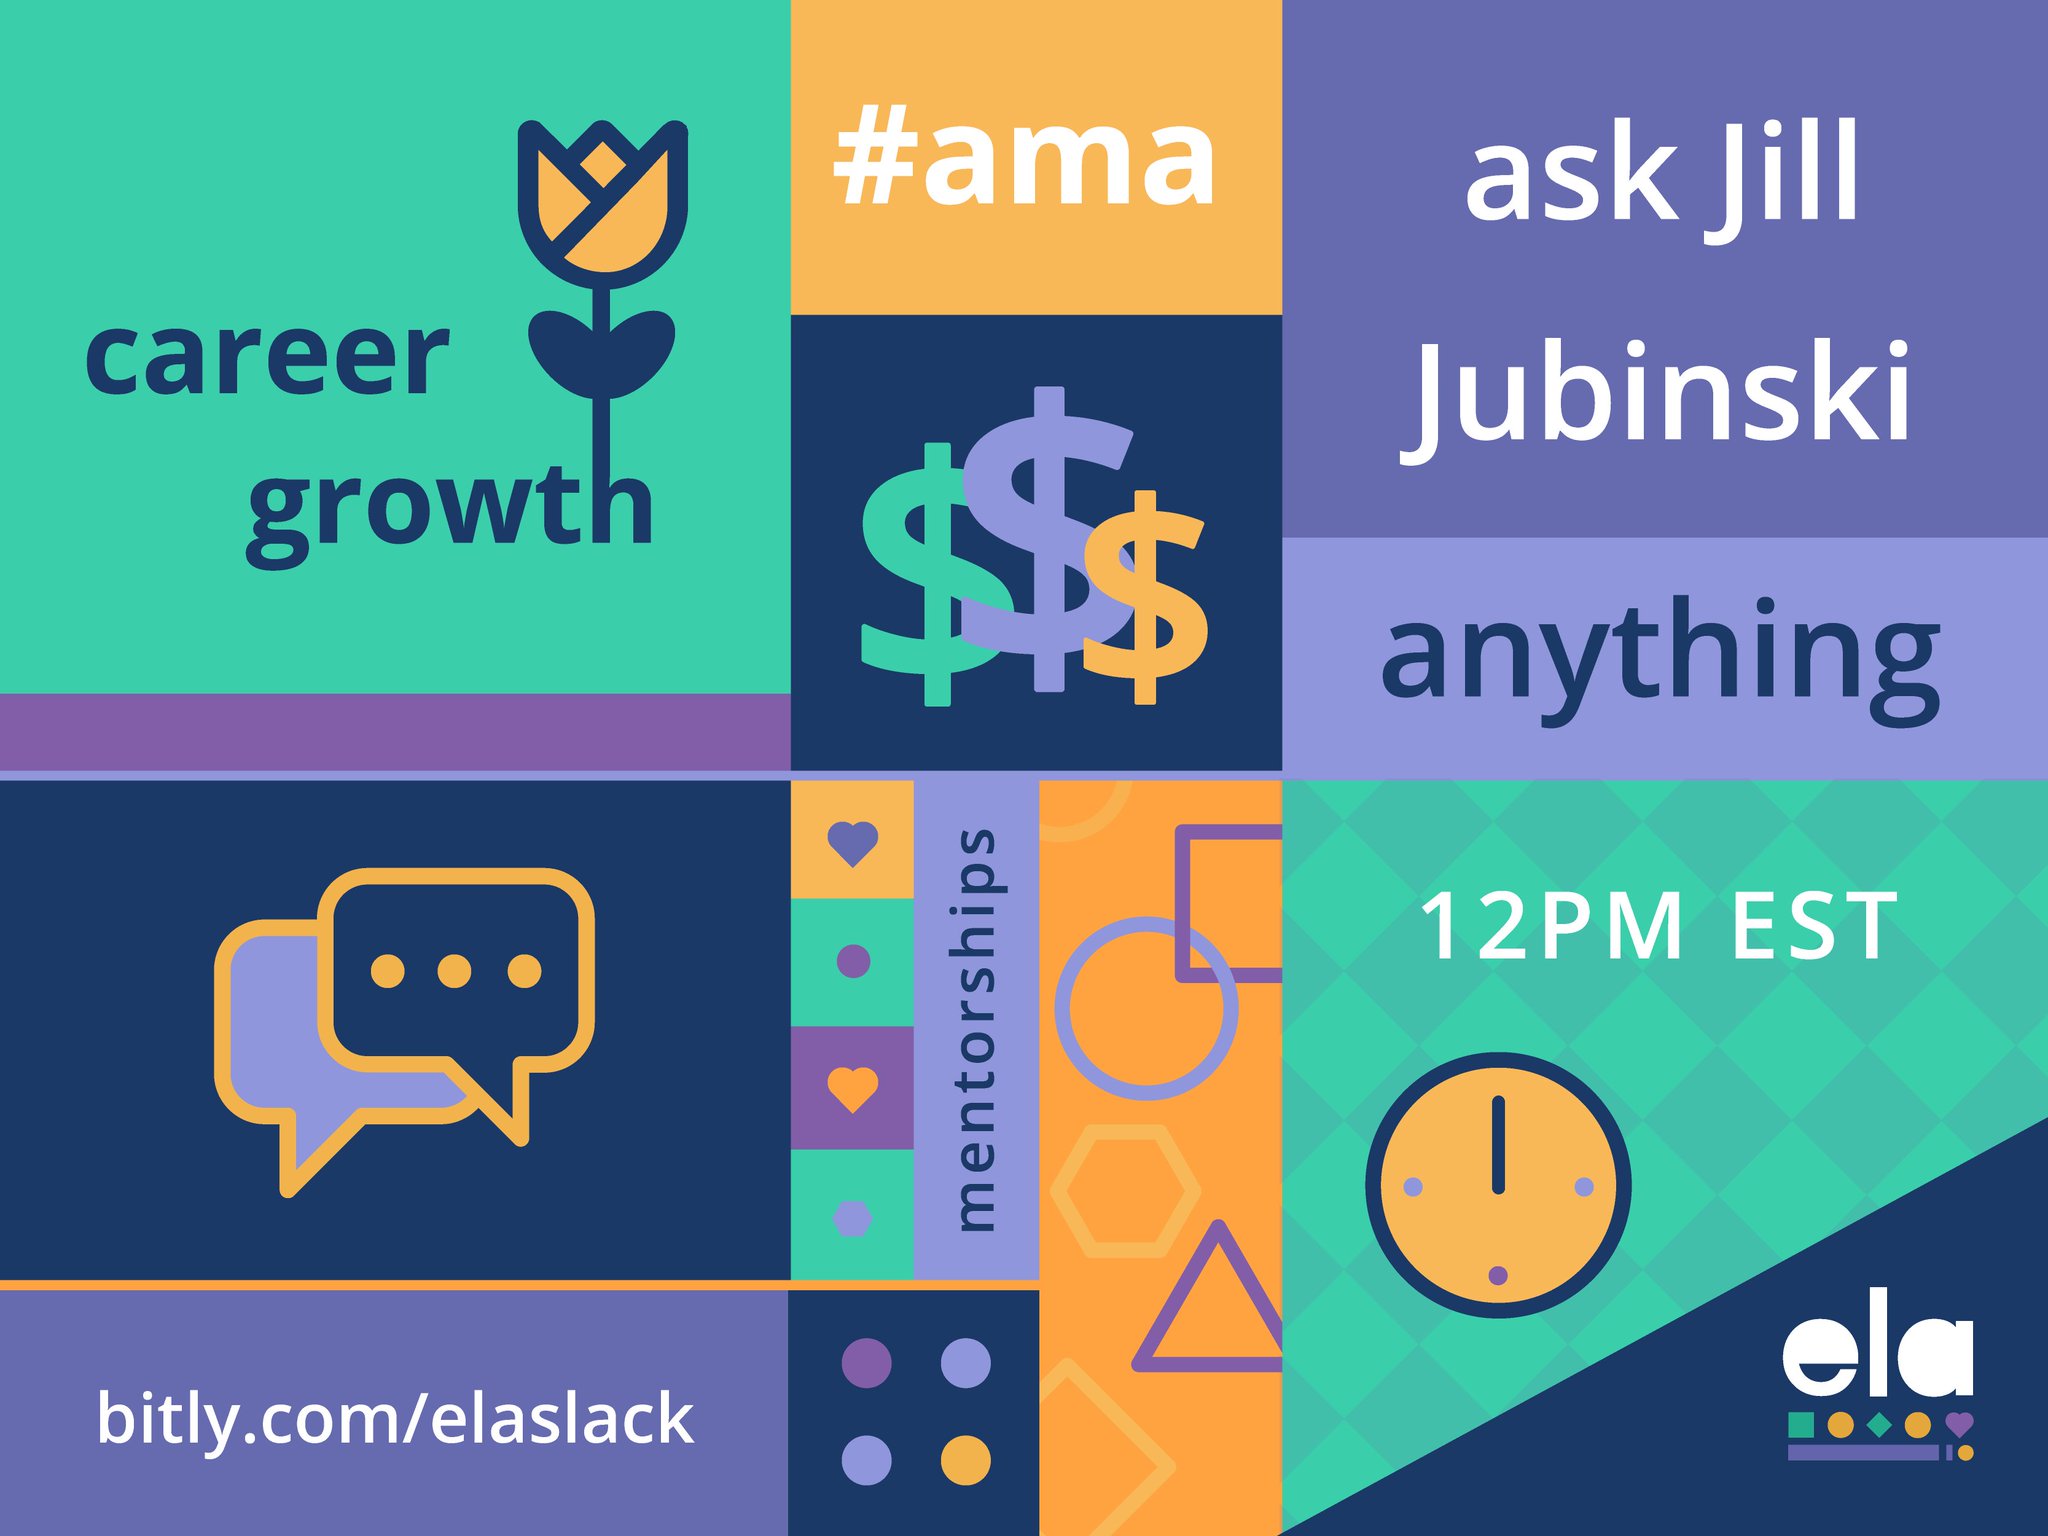 career
growth
#ama
$$$
ask Jill
Jubinski
anything
mentorships
12PM EST
bitly.com/elaslack
ela